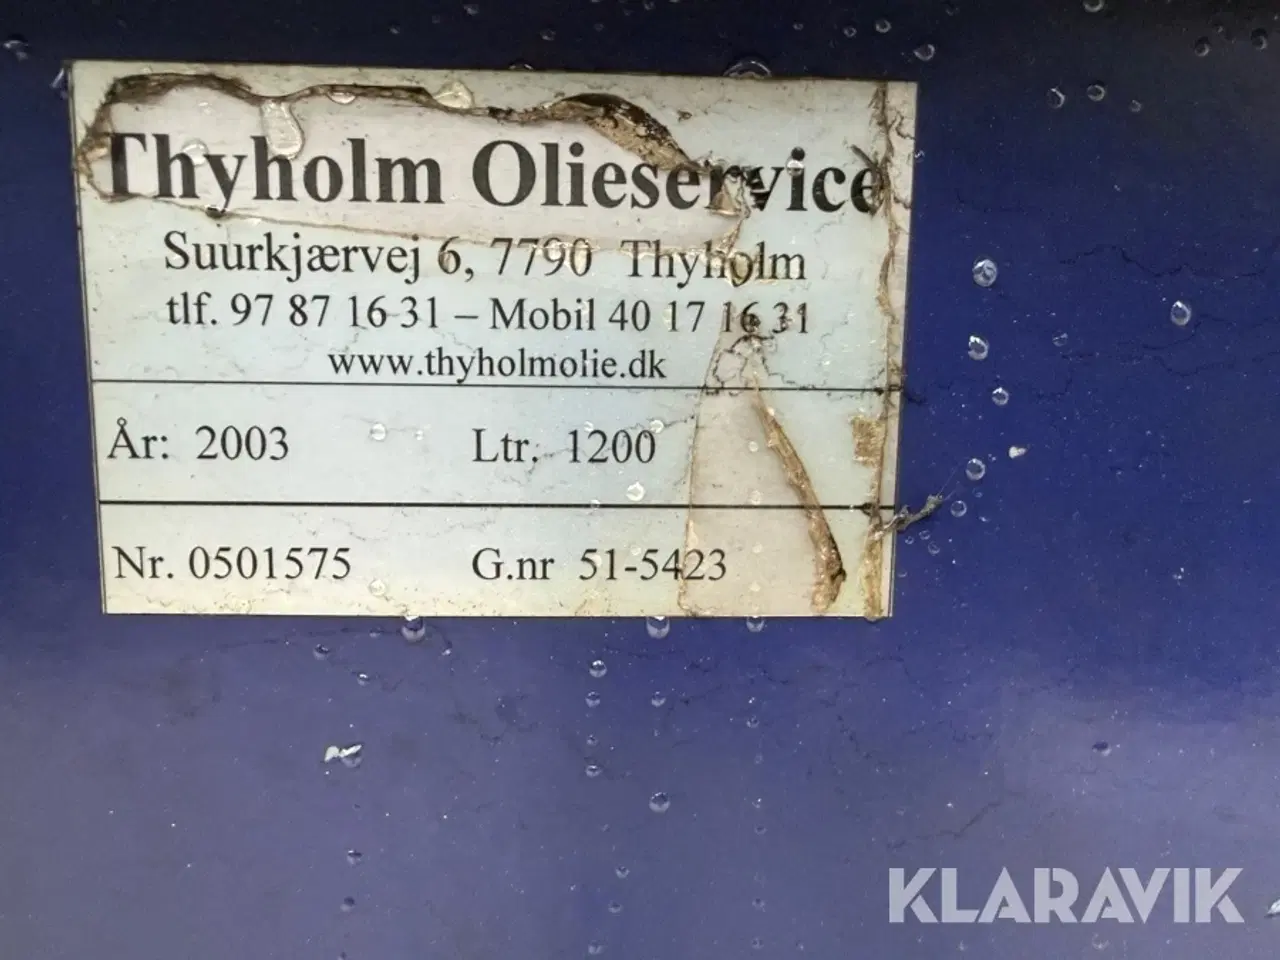 Thyholm Olieservice
Suurkjærvej 6, 7790 Thyholm
tlf. 97 87 16 31 – Mobil 40 17 16 31
www.thyholmolie.dk
År: 2003 Ltr. 1200
Nr. 0501575 G.nr 51-5423
KLARAVIK